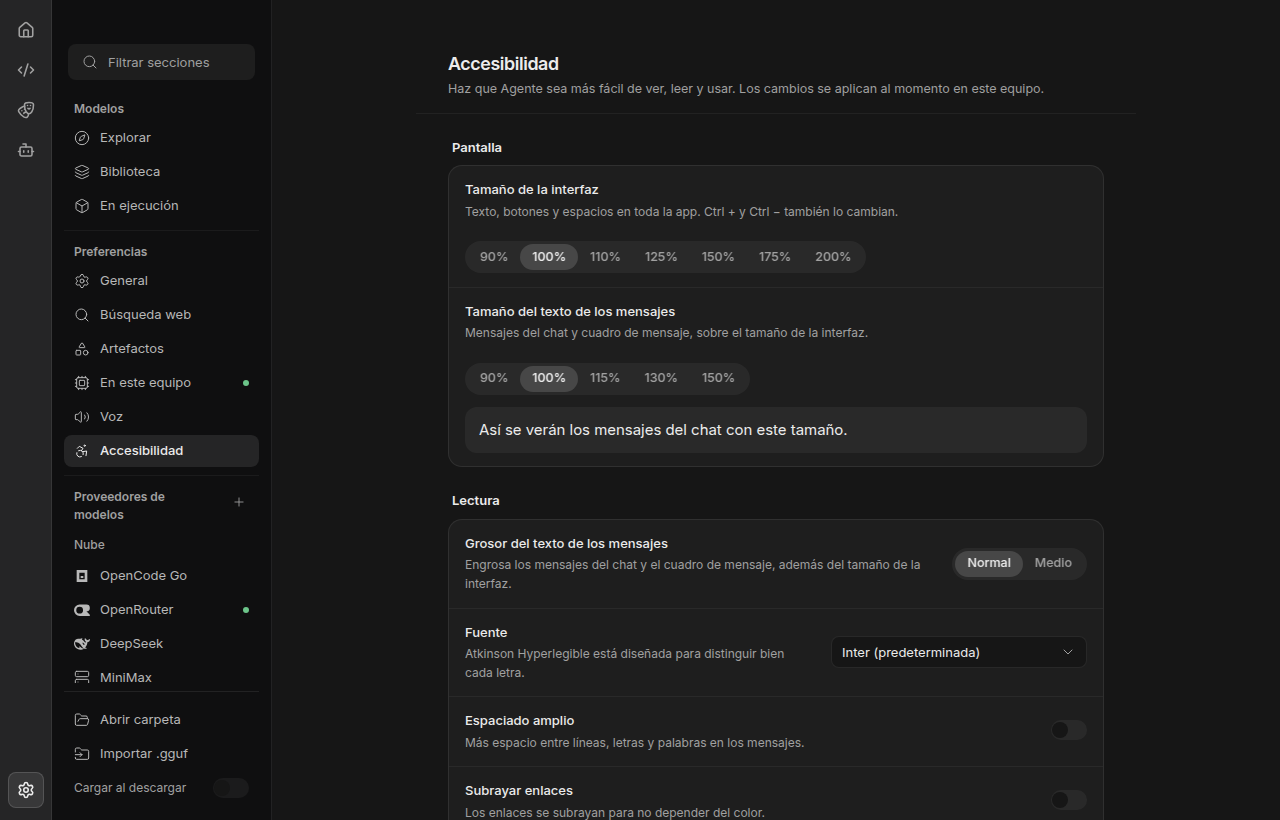 Filtrar secciones
Modelos
Explorar
Biblioteca
En ejecución
Preferencias
General
Búsqueda web
Artefactos
En este equipo
Voz
Accesibilidad
Proveedores de
modelos
Nube
OpenCode Go
OpenRouter
DeepSeek
MiniMax
Abrir carpeta
Importar .gguf
Cargar al descargar
Accesibilidad
Haz que Agente sea más fácil de ver, leer y usar. Los cambios se aplican al momento en este equipo.
Pantalla
Tamaño de la interfaz
Texto, botones y espacios en toda la app. Ctrl + y Ctrl − también lo cambian.
90% 100% 110% 125% 150% 175% 200%
Tamaño del texto de los mensajes
Mensajes del chat y cuadro de mensaje, sobre el tamaño de la interfaz.
90% 100% 115% 130% 150%
Así se verán los mensajes del chat con este tamaño.
Lectura
Grosor del texto de los mensajes
Engrosa los mensajes del chat y el cuadro de mensaje, además del tamaño de la
interfaz.
Normal Medio
Fuente
Atkinson Hyperlegible está diseñada para distinguir bien
cada letra.
Inter (predeterminada)
Espaciado amplio
Más espacio entre líneas, letras y palabras en los mensajes.
Subrayar enlaces
Los enlaces se subrayan para no depender del color.